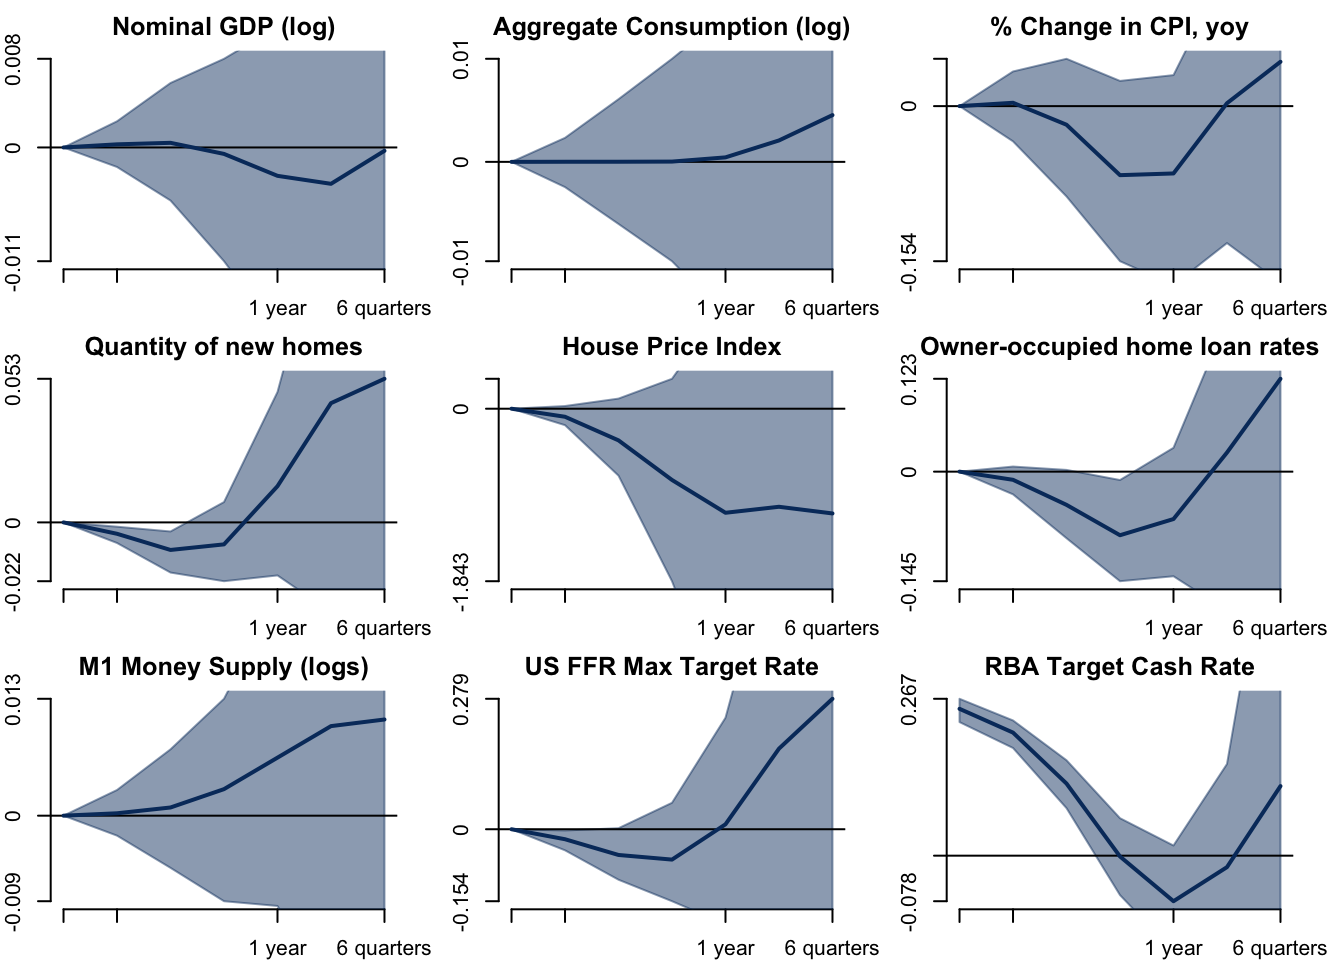 Nominal GDP (log)
0.008
0
-0.011
1 year
6 quarters
Aggregate Consumption (log)
0.01
0
-0.01
1 year
6 quarters
% Change in CPI, yoy
0
-0.154
1 year
6 quarters
Quantity of new homes
0.053
0
-0.022
1 year
6 quarters
House Price Index
0
-1.843
1 year
6 quarters
Owner-occupied home loan rates
0.123
0
-0.145
1 year
6 quarters
M1 Money Supply (logs)
0.013
0
-0.009
1 year
6 quarters
US FFR Max Target Rate
0.279
0
-0.154
1 year
6 quarters
RBA Target Cash Rate
0.267
-0.078
1 year
6 quarters